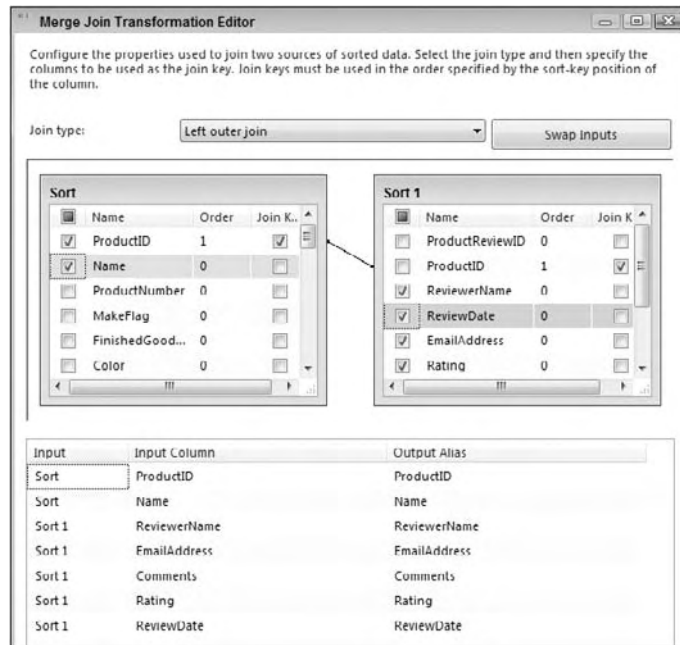 Merge Join Transformation Editor
Configure the properties used to join two sources of sorted data. Select the join type and then specify the
columns to be used as the join key. Join keys must be used in the order specified by the sort-key position of
the column.
Join type:
Left outer join
Swap Inputs
Sort
Name Order Join K..
ProductID 1
Name 0
ProductNumber 0
MakeFlag 0
FinishedGood... 0
Color 0
Sort 1
Name Order Join K
ProductReviewID 0
ProductID 1
ReviewerName 0
ReviewDate 0
EmailAddress 0
Rating 0
Input Input Column Output Alias
Sort ProductID ProductID
Sort Name Name
Sort 1 ReviewerName ReviewerName
Sort 1 EmailAddress EmailAddress
Sort 1 Comments Comments
Sort 1 Rating Rating
Sort 1 ReviewDate ReviewDate